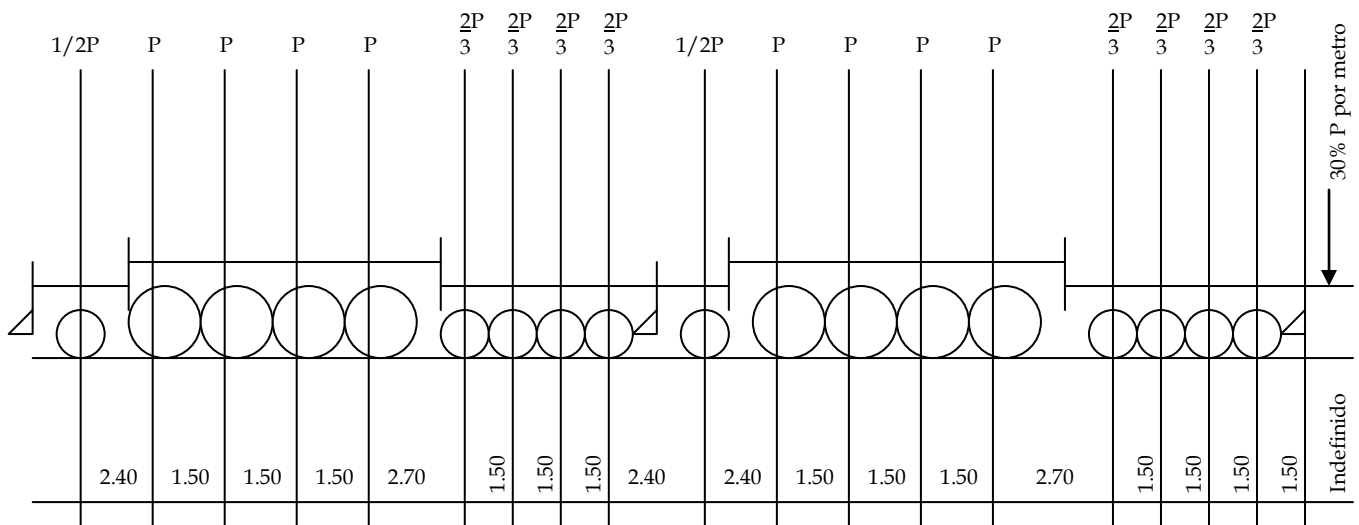 2P 2P 2P 2P 2P 2P 2P 2P
1/2P P P P P 3 3 3 3 1/2P P P P P 3 3 3 3
30% P por metro
Indefinido
2.40 1.50 1.50 1.50 2.70 1.50 1.50 1.50 2.40 2.40 1.50 1.50 1.50 2.70 1.50 1.50 1.50 1.50